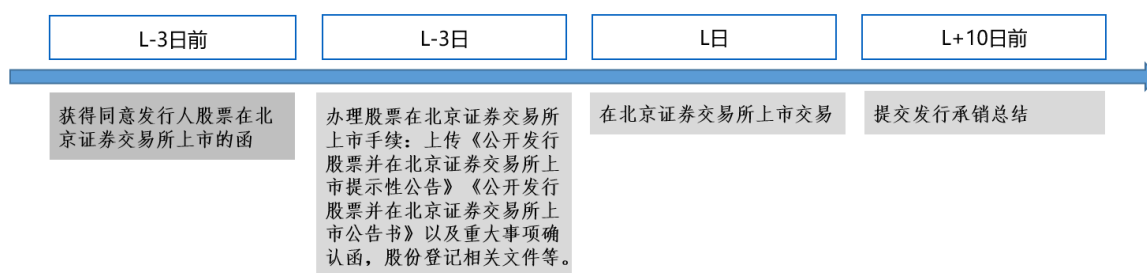 L-3日前
L-3日
L日
L+10日前
获得同意发行人股票在北
京证券交易所上市的函
办理股票在北京证券交易所
上市手续：上传《公开发行
股票并在北京证券交易所上
市提示性公告》《公开发行
股票并在北京证券交易所上
市公告书》以及重大事项确
认函，股份登记相关文件等。
在北京证券交易所上市交易
提交发行承销总结